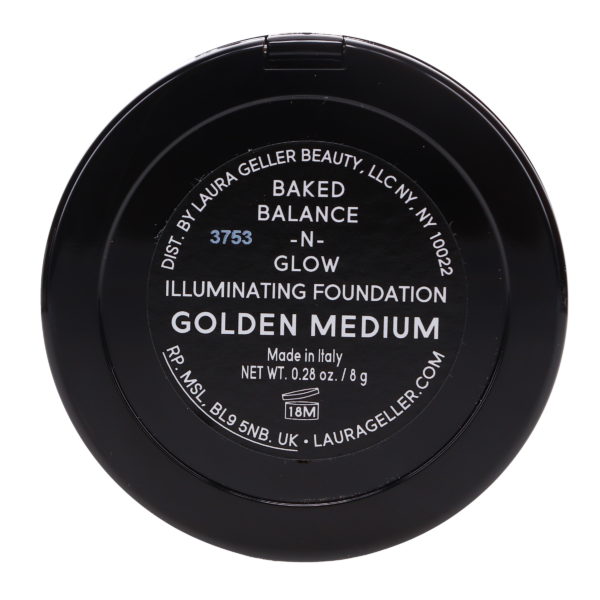 DIST. BY LAURA GELLER BEAUTY, LLC NY, NY 10022
BAKED
BALANCE
3753
-N-
GLOW
ILLUMINATING FOUNDATION
GOLDEN MEDIUM
Made in Italy
NET WT. 0.28 oz. / 8 g
18M
RP. MSL, BL9 5NB. UK • LAURAGELLER.COM